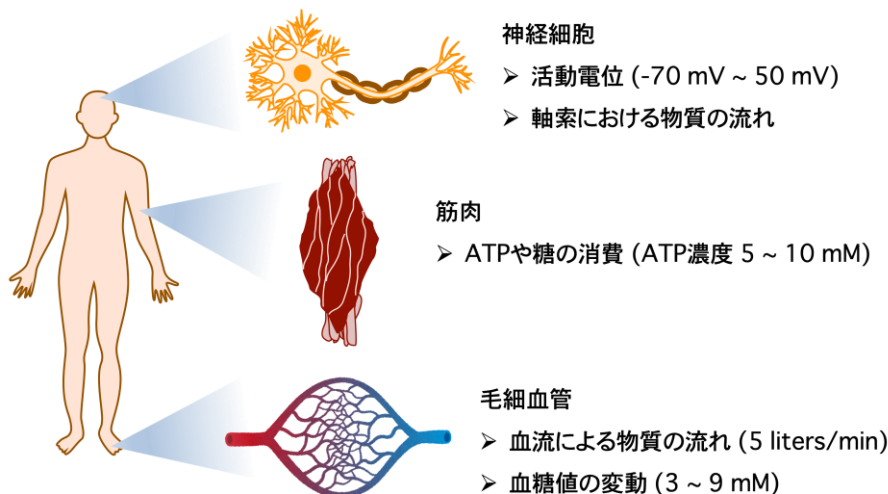 神経細胞
➢ 活動電位 (-70 mV ~ 50 mV)
➢ 軸索における物質の流れ
筋肉
➢ ATPや糖の消費 (ATP濃度 5 ~ 10 mM)
毛細血管
➢ 血流による物質の流れ (5 liters/min)
➢ 血糖値の変動 (3 ~ 9 mM)